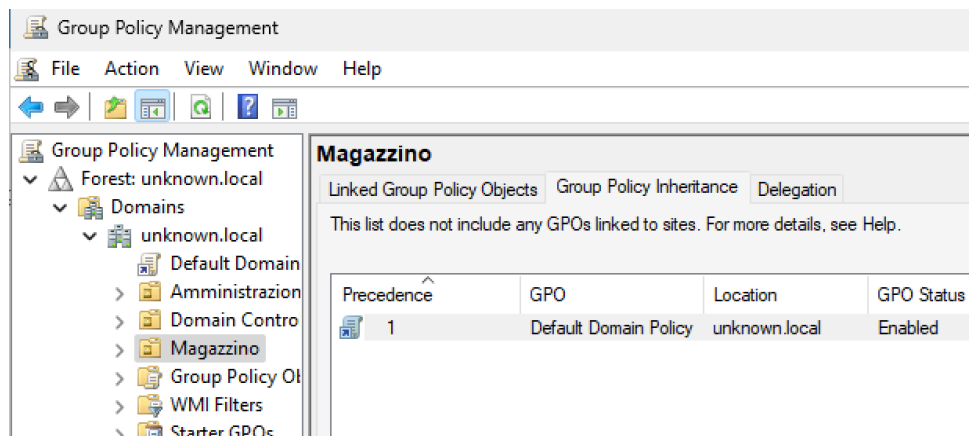 Group Policy Management
File Action View Window Help
Group Policy Management
Forest: unknown.local
Domains
unknown.local
Default Domain
Amministrazion
Domain Contro
Magazzino
Group Policy Ob
WMI Filters
Starter GPOs
Magazzino
Linked Group Policy Objects Group Policy Inheritance Delegation
This list does not include any GPOs linked to sites. For more details, see Help.
Precedence GPO Location GPO Status
1 Default Domain Policy unknown.local Enabled